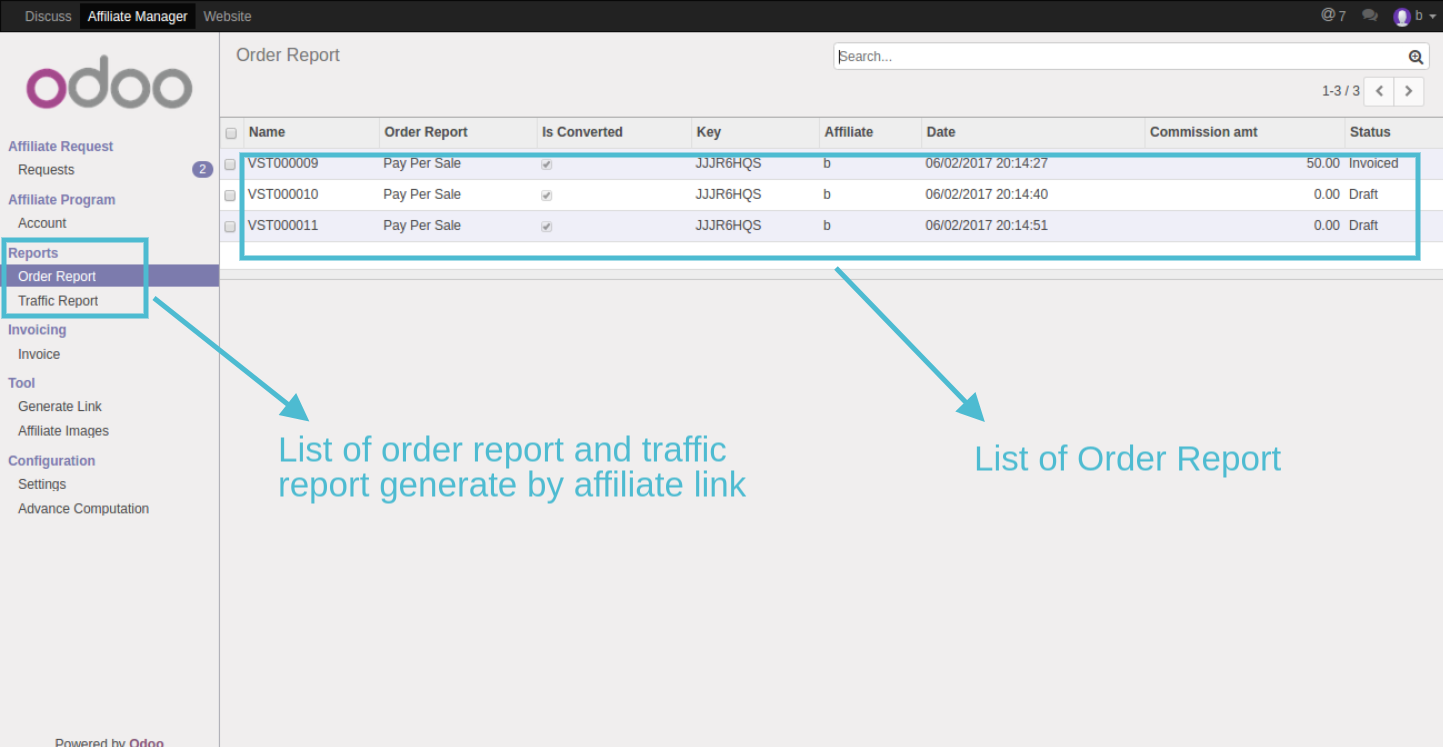 Discuss Affiliate Manager Website @ 7 b
odoo
Order Report
Search...
1-3 / 3
Affiliate Request
Requests 2
Affiliate Program
Account
Reports
Order Report
Traffic Report
Invoicing
Invoice
Tool
Generate Link
Affiliate Images
Configuration
Settings
Advance Computation
Powered by Odoo
Name Order Report Is Converted Key Affiliate Date Commission amt Status
VST000009 Pay Per Sale JJJR6HQS b 06/02/2017 20:14:27 50.00 Invoiced
VST000010 Pay Per Sale JJJR6HQS b 06/02/2017 20:14:40 0.00 Draft
VST000011 Pay Per Sale JJJR6HQS b 06/02/2017 20:14:51 0.00 Draft
List of order report and traffic
report generate by affiliate link
List of Order Report